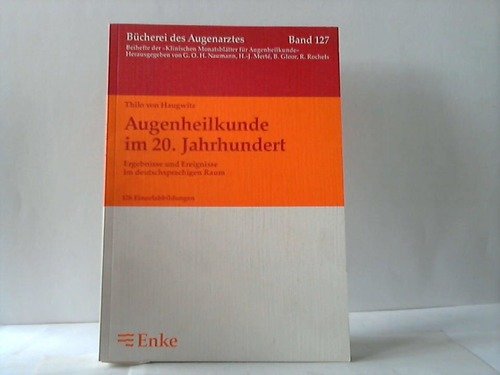 Bücherei des Augenarztes Band 127
Beihefte der «Klinischen Monatsblätter für Augenheilkunde»
Herausgegeben von G. O. H. Naumann, H.-J. Merté, B. Gloor, R. Rochels
Thilo von Haugwitz
Augenheilkunde
im 20. Jahrhundert
Ergebnisse und Ereignisse
im deutschsprachigen Raum
Einzelabbildungen
Enke